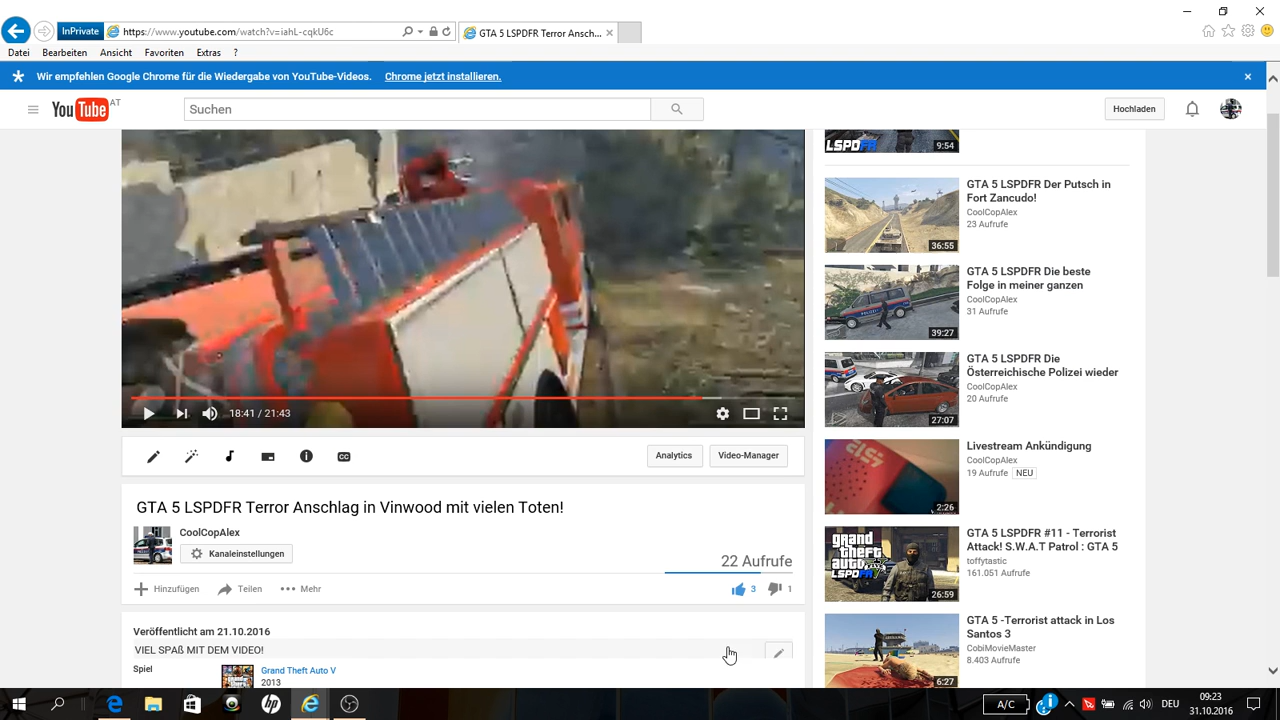 InPrivate
https://www.youtube.com/watch?v=iahL-cqkU6c
GTA 5 LSPDFR Terror Ansch...
Datei Bearbeiten Ansicht Favoriten Extras ?
Wir empfehlen Google Chrome für die Wiedergabe von YouTube-Videos. Chrome jetzt installieren.
YouTube AT
Suchen
Hochladen
LSPDFR
9:54
GTA 5 LSPDFR Der Putsch in
Fort Zancudo!
CoolCopAlex
23 Aufrufe
36:55
GTA 5 LSPDFR Die beste
Folge in meiner ganzen
CoolCopAlex
31 Aufrufe
39:27
GTA 5 LSPDFR Die
Österreichische Polizei wieder
CoolCopAlex
20 Aufrufe
27:07
18:41 / 21:43
Analytics
Video-Manager
Livestream Ankündigung
CoolCopAlex
19 Aufrufe NEU
2:26
GTA 5 LSPDFR Terror Anschlag in Vinwood mit vielen Toten!
CoolCopAlex
Kanaleinstellungen
22 Aufrufe
Hinzufügen Teilen Mehr
3 1
GTA 5 LSPDFR #11 - Terrorist
Attack! S.W.A.T Patrol : GTA 5
toffytastic
161.051 Aufrufe
grand
theft
auto
LSPDFR
26:59
Veröffentlicht am 21.10.2016
VIEL SPAß MIT DEM VIDEO!
Spiel
Grand Theft Auto V
2013
GTA 5 -Terrorist attack in Los
Santos 3
CobiMovieMaster
8.403 Aufrufe
6:27
A/C
DEU
09:23
31.10.2016